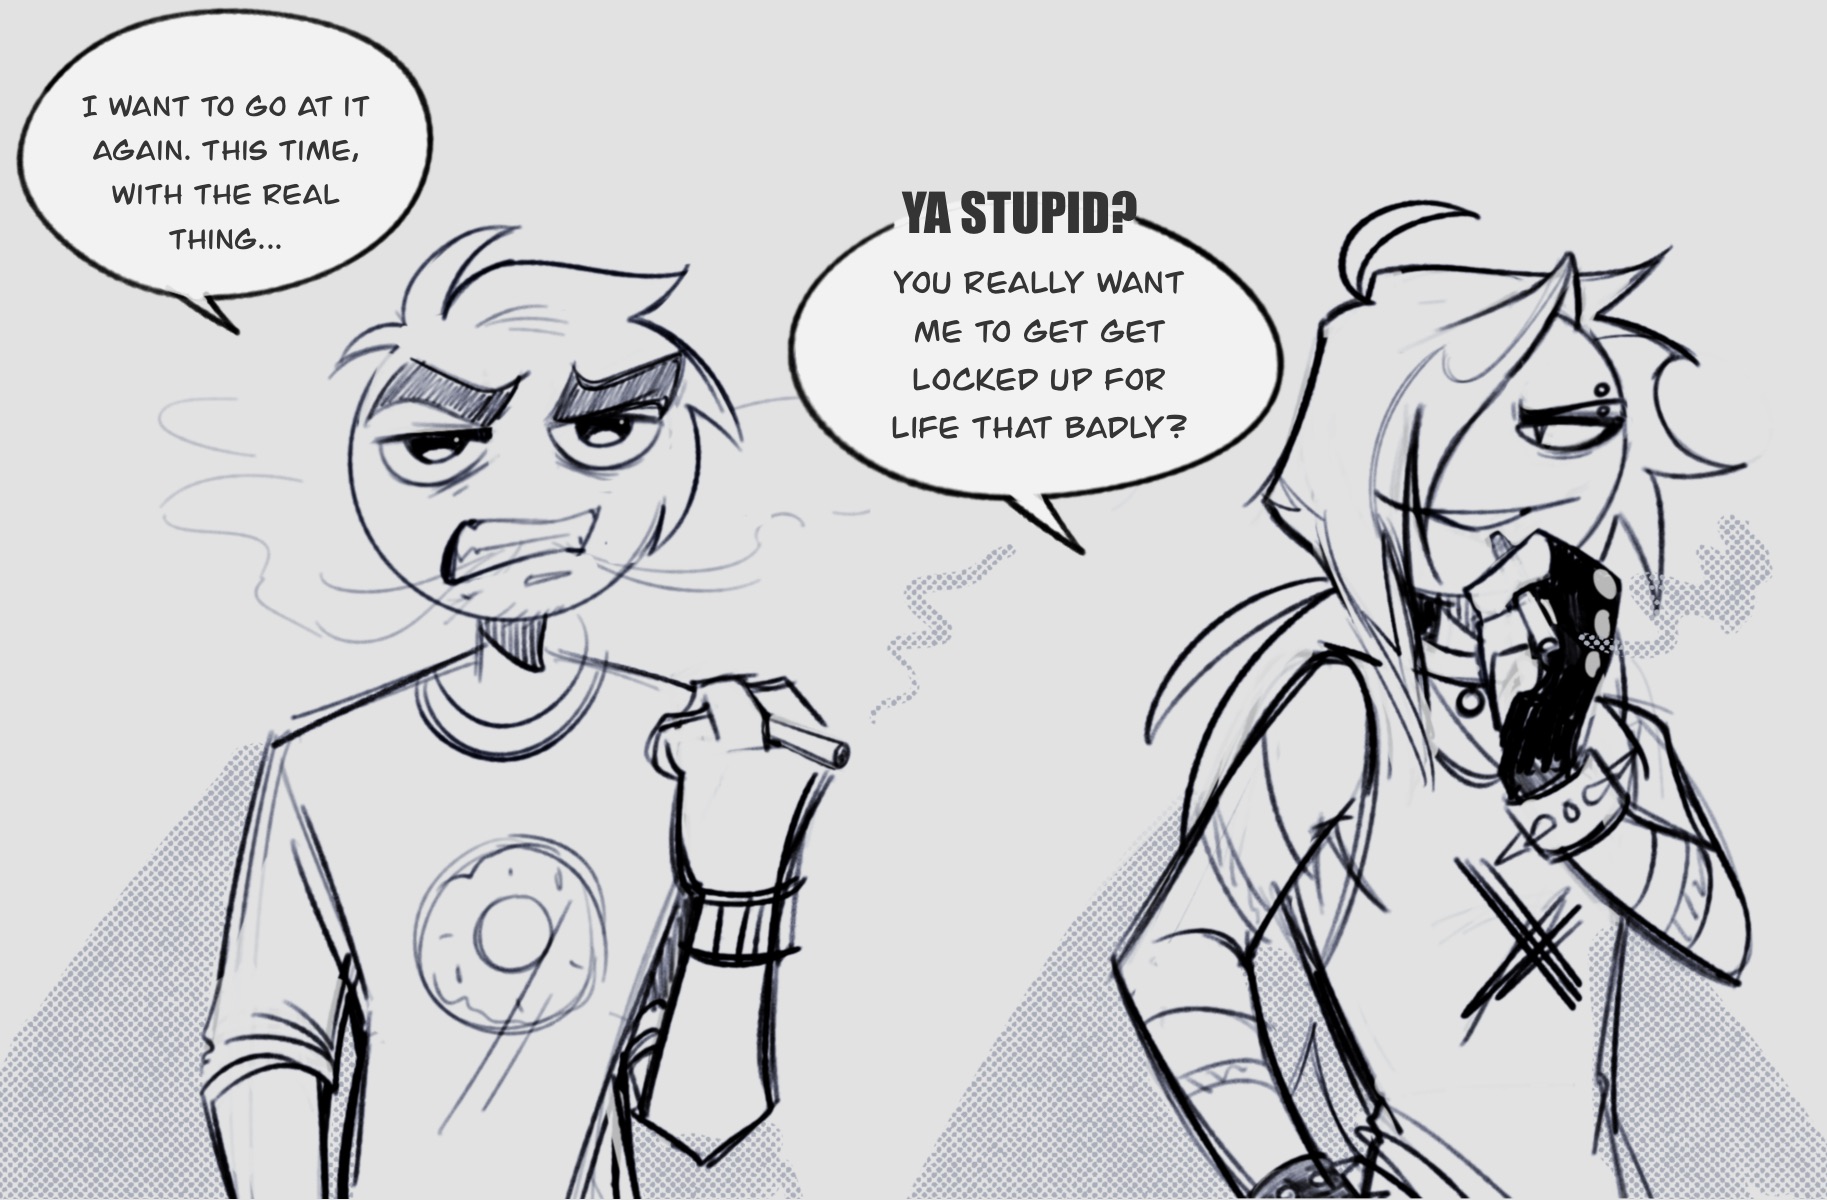 I WANT TO GO AT IT
AGAIN. THIS TIME,
WITH THE REAL
THING...
YA STUPID?
YOU REALLY WANT
ME TO GET GET
LOCKED UP FOR
LIFE THAT BADLY?